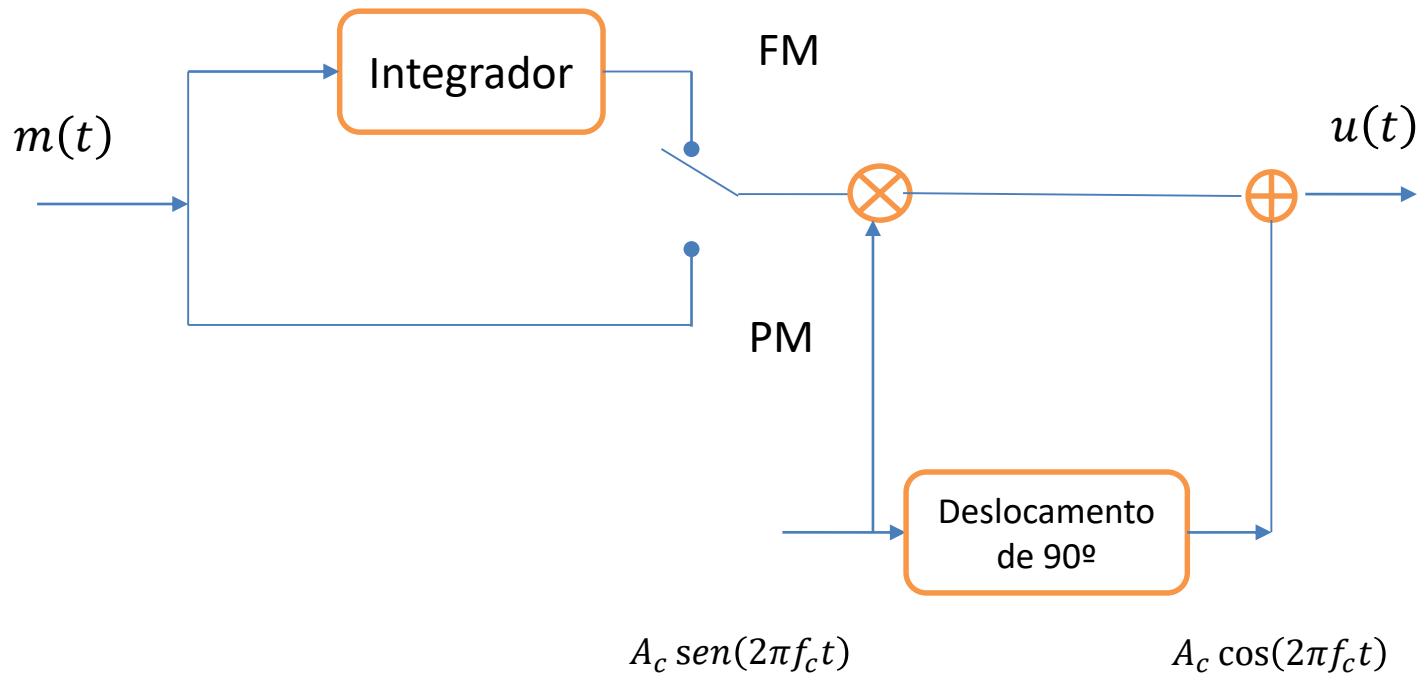 FM
Integrador
m(t)
u(t)
PM
Deslocamento
de 90º
A_c sen(2πf_c t)
A_c cos(2πf_c t)